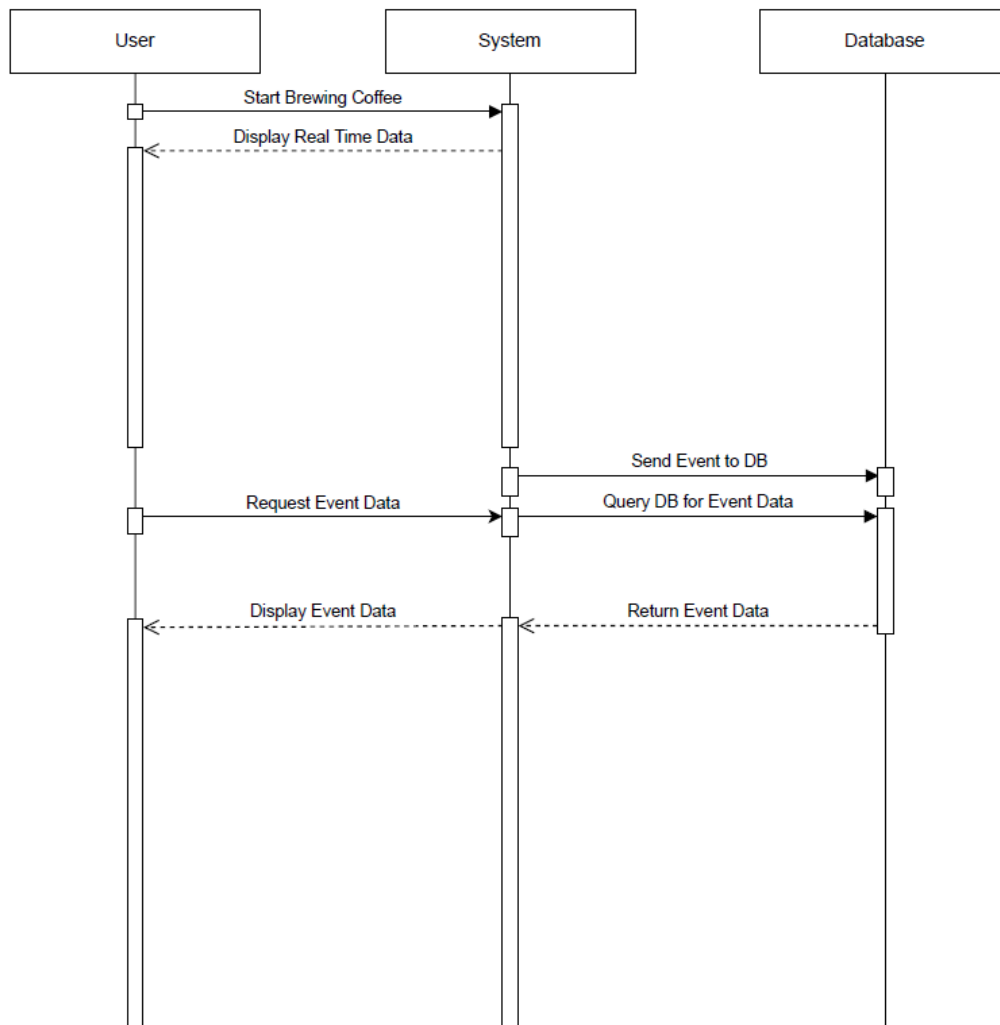 User
System
Database
Start Brewing Coffee
Display Real Time Data
Send Event to DB
Request Event Data
Query DB for Event Data
Display Event Data
Return Event Data